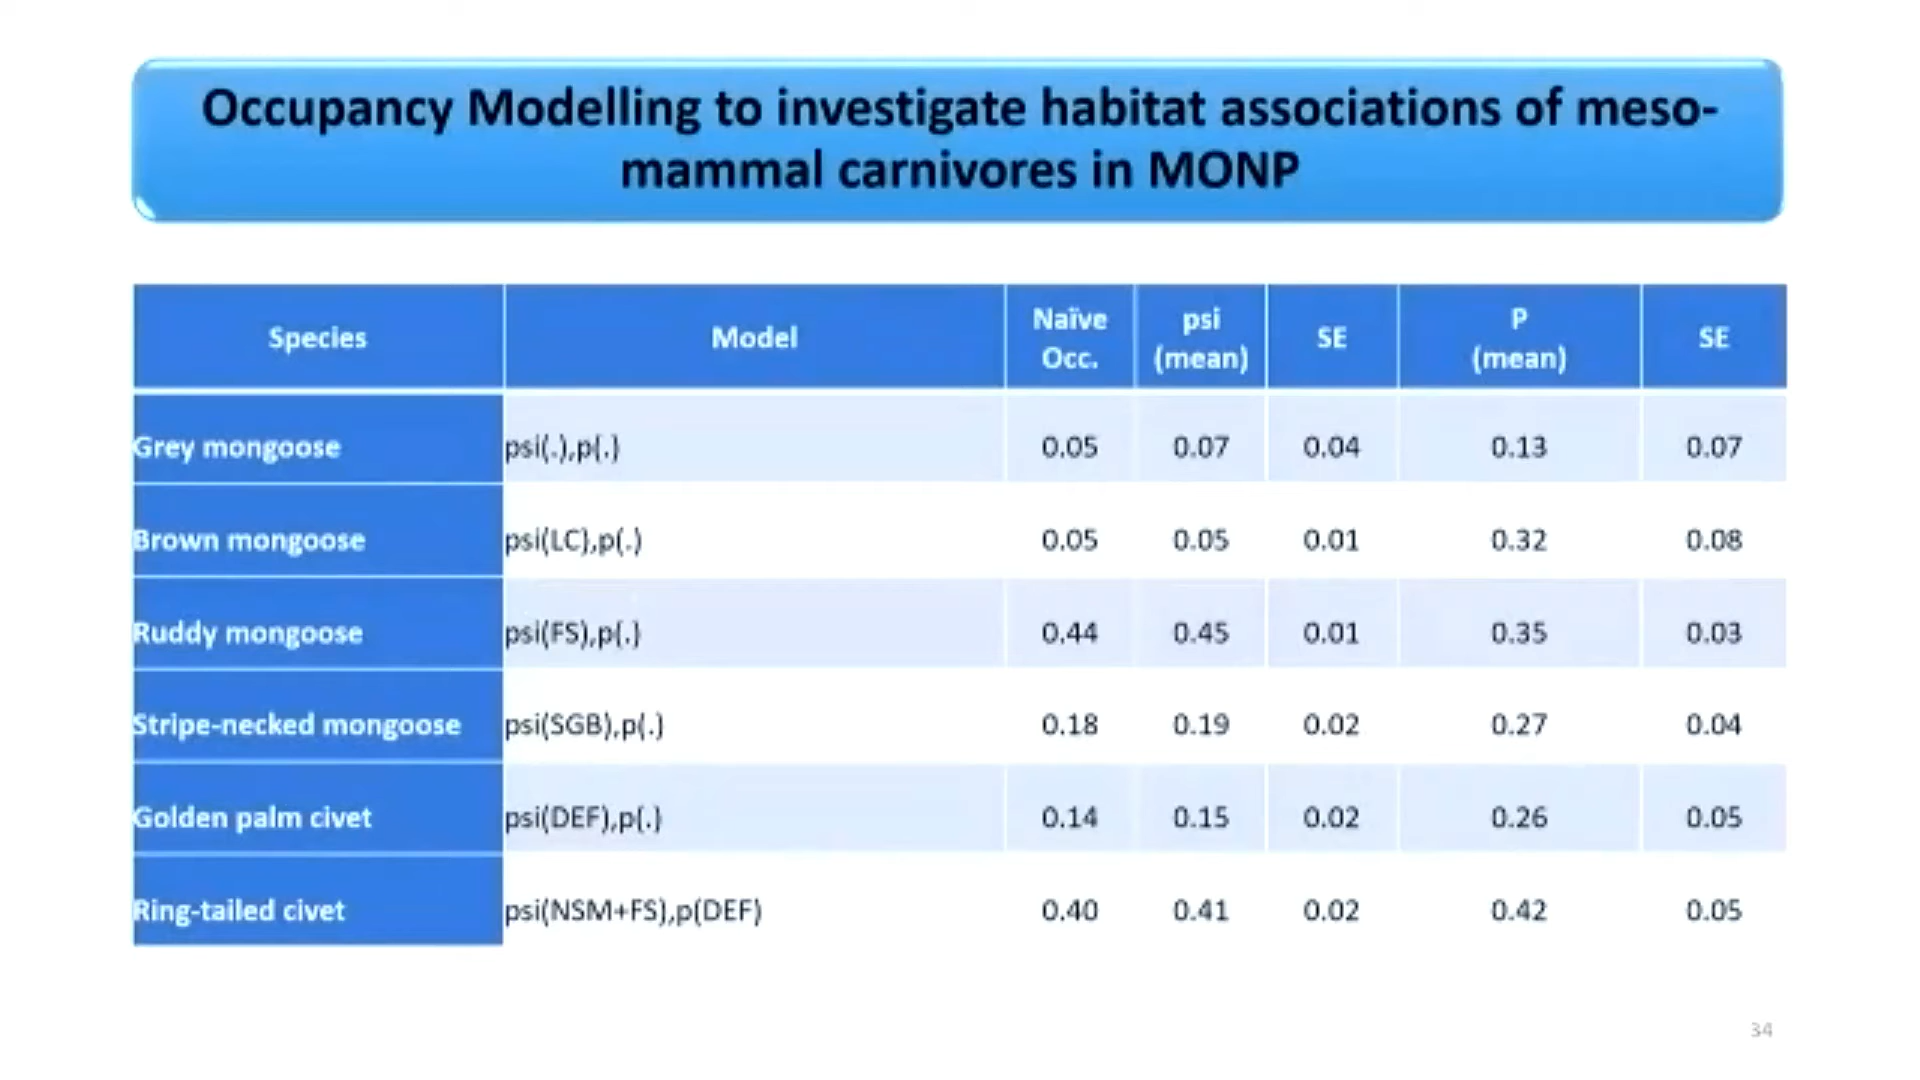 Occupancy Modelling to investigate habitat associations of meso-
mammal carnivores in MONP
Species Model Naïve Occ. psi (mean) SE P (mean) SE
Grey mongoose psi(.),p(.) 0.05 0.07 0.04 0.13 0.07
Brown mongoose psi(LC),p(.) 0.05 0.05 0.01 0.32 0.08
Ruddy mongoose psi(FS),p(.) 0.44 0.45 0.01 0.35 0.03
Stripe-necked mongoose psi(SGB),p(.) 0.18 0.19 0.02 0.27 0.04
Golden palm civet psi(DEF),p(.) 0.14 0.15 0.02 0.26 0.05
Ring-tailed civet psi(NSM+FS),p(DEF) 0.40 0.41 0.02 0.42 0.05
34